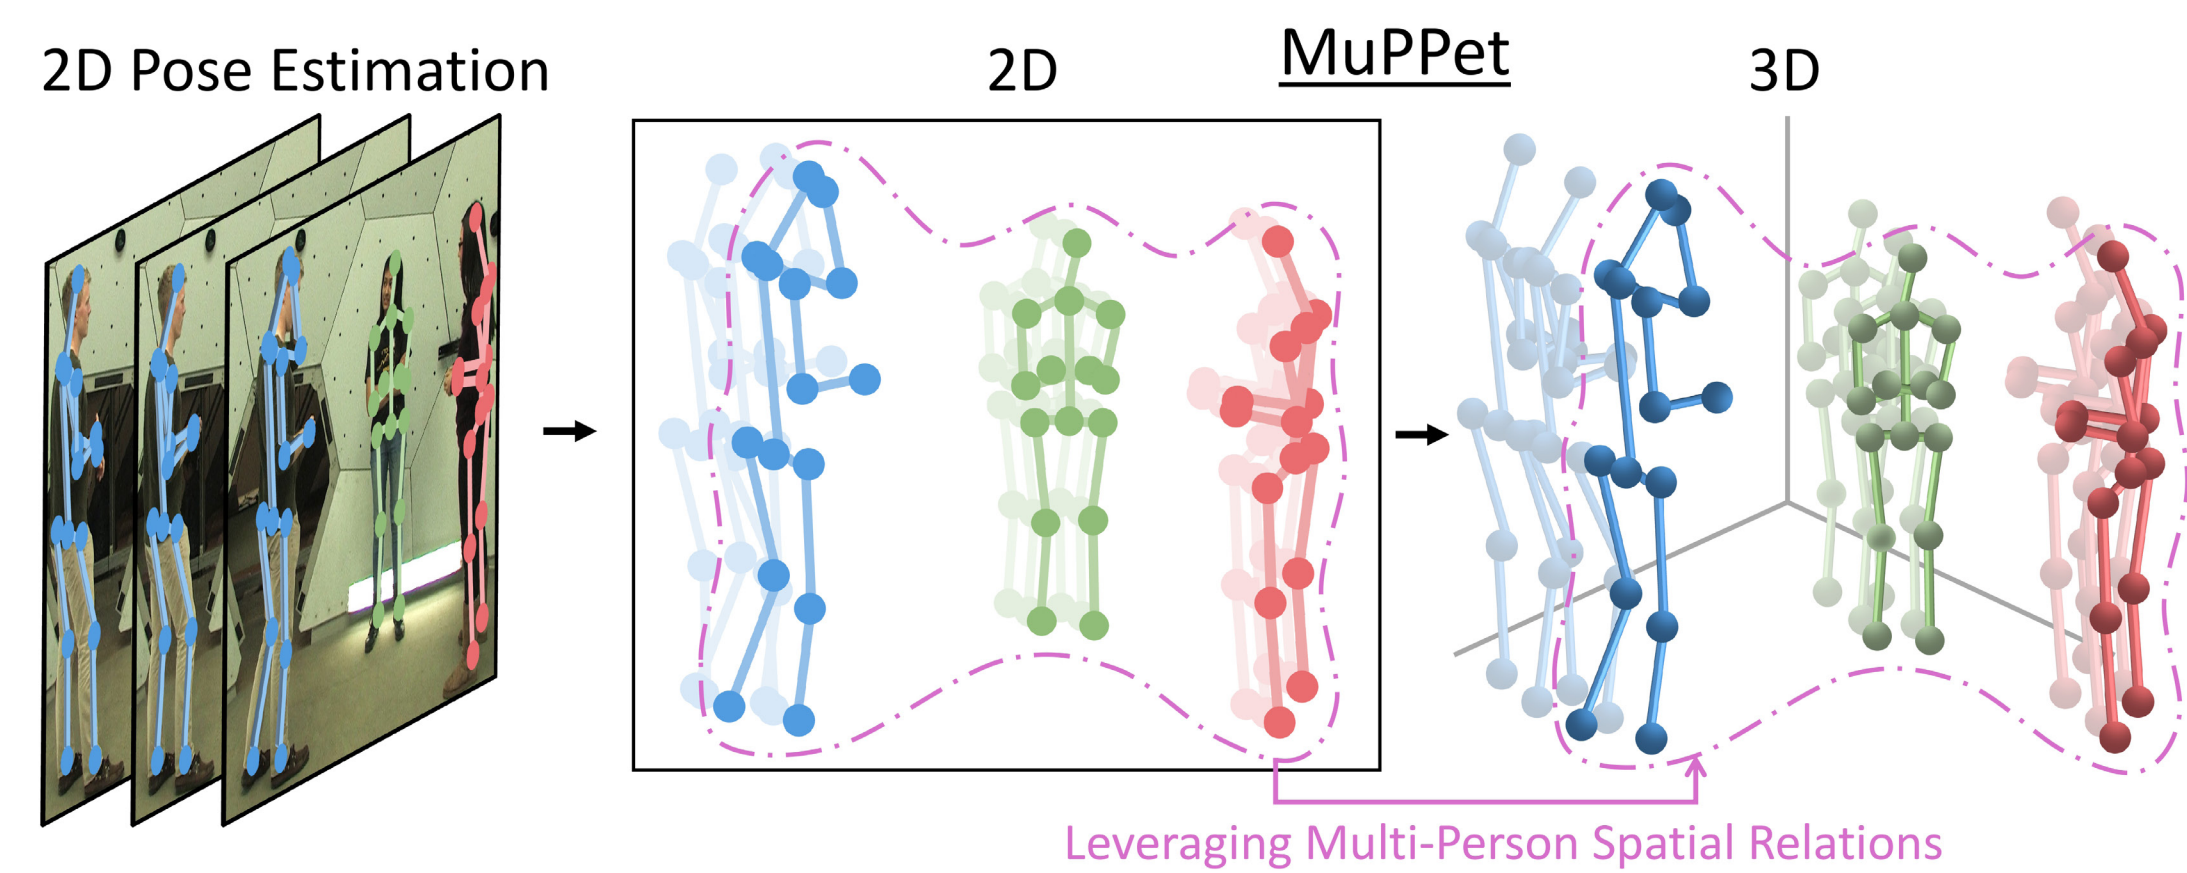 2D Pose Estimation
2D
MuPPet
3D
Leveraging Multi-Person Spatial Relations